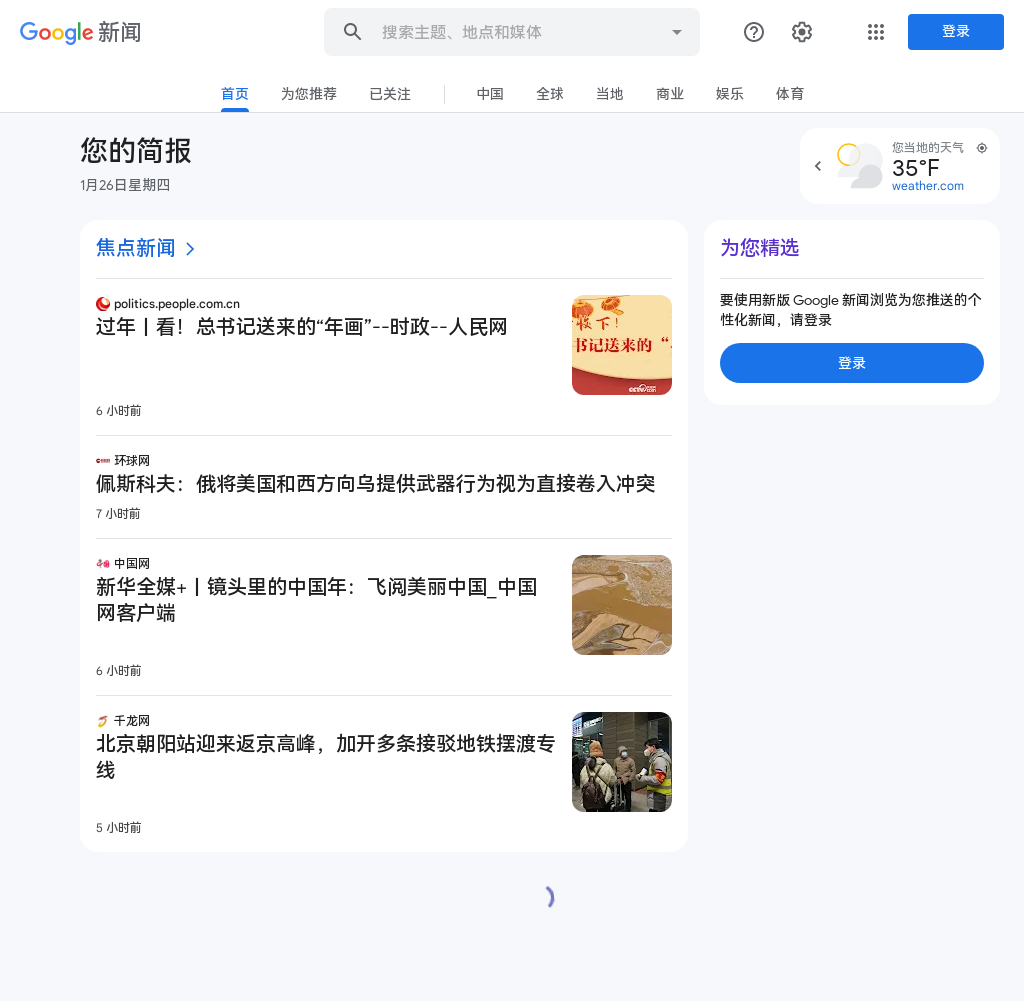 Google 新闻
搜索主题、地点和媒体
登录
首页
为您推荐
已关注
中国
全球
当地
商业
娱乐
体育
您的简报
1月26日星期四
您当地的天气
35°F
weather.com
焦点新闻
politics.people.com.cn
过年丨看！总书记送来的“年画”--时政--人民网
6 小时前
书记送来的“
环球网
佩斯科夫：俄将美国和西方向乌提供武器行为视为直接卷入冲突
7 小时前
中国网
新华全媒+丨镜头里的中国年：飞阅美丽中国_中国
网客户端
6 小时前
千龙网
北京朝阳站迎来返京高峰，加开多条接驳地铁摆渡专
线
5 小时前
为您精选
要使用新版 Google 新闻浏览为您推送的个
性化新闻，请登录
登录